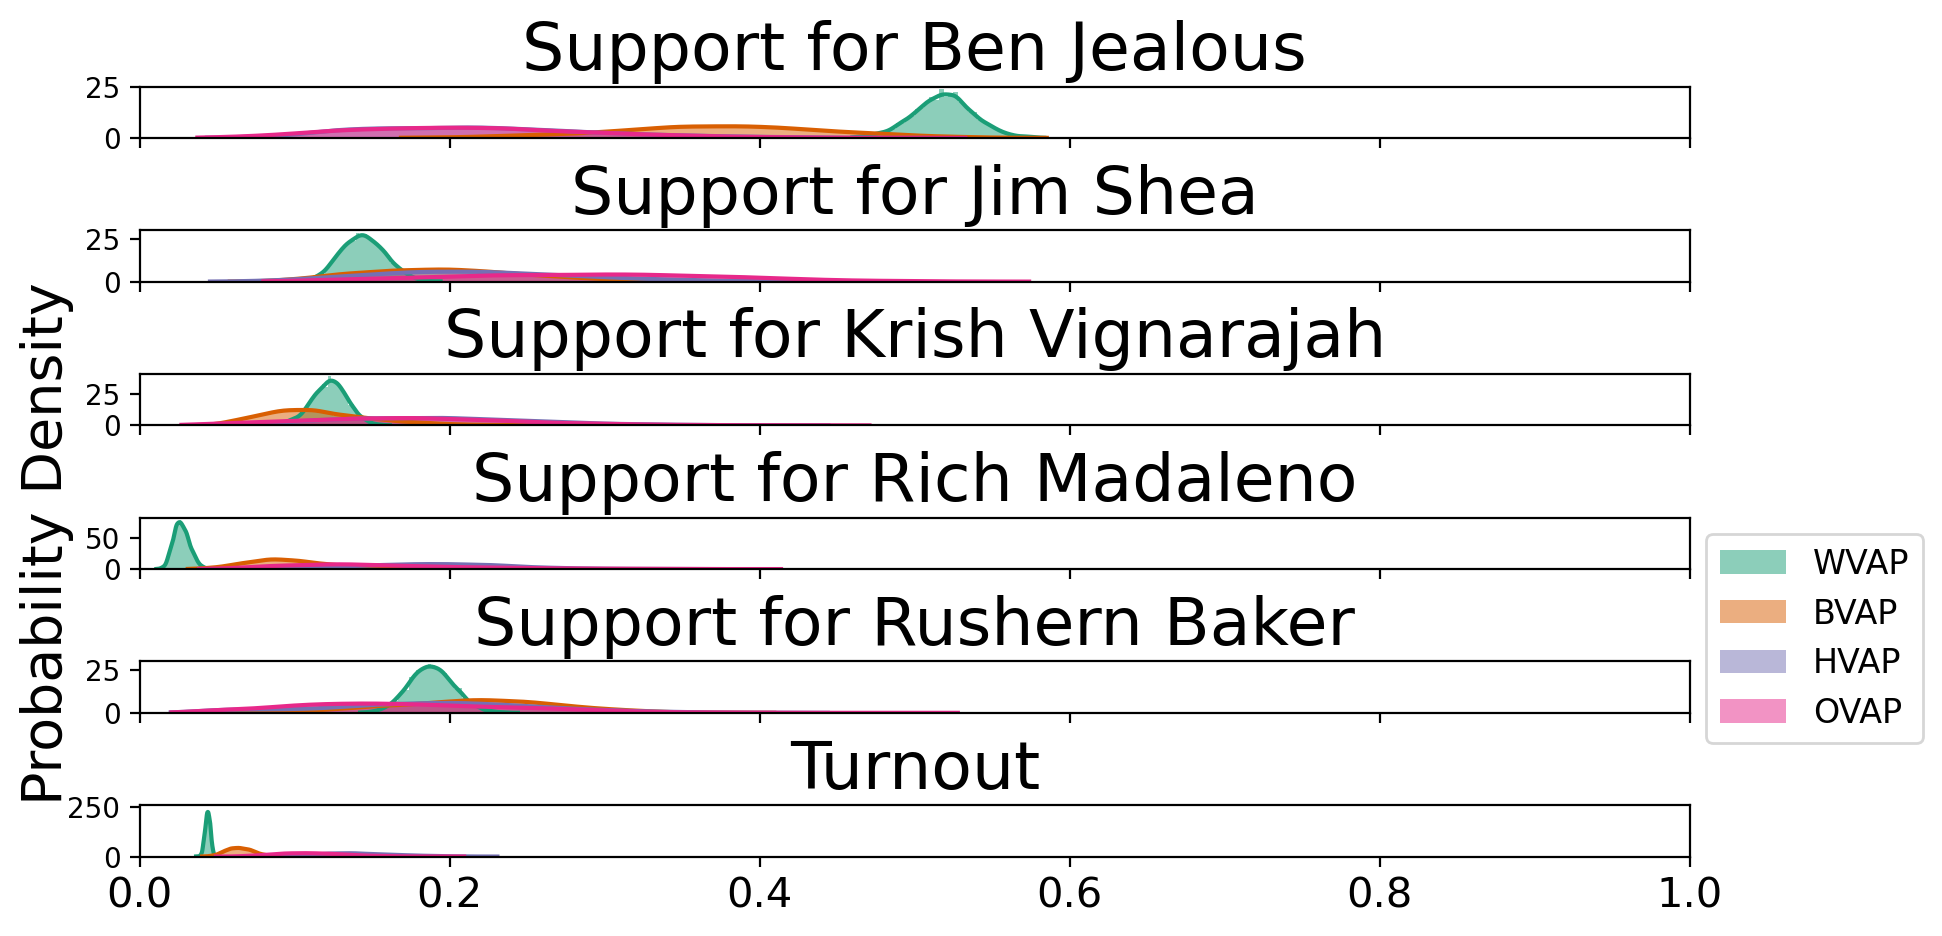 Support for Ben Jealous
25
0
Support for Jim Shea
25
0
Support for Krish Vignarajah
25
0
Support for Rich Madaleno
50
0
Support for Rushern Baker
25
0
Turnout
250
0
0.0 0.2 0.4 0.6 0.8 1.0
Probability Density
WVAP
BVAP
HVAP
OVAP